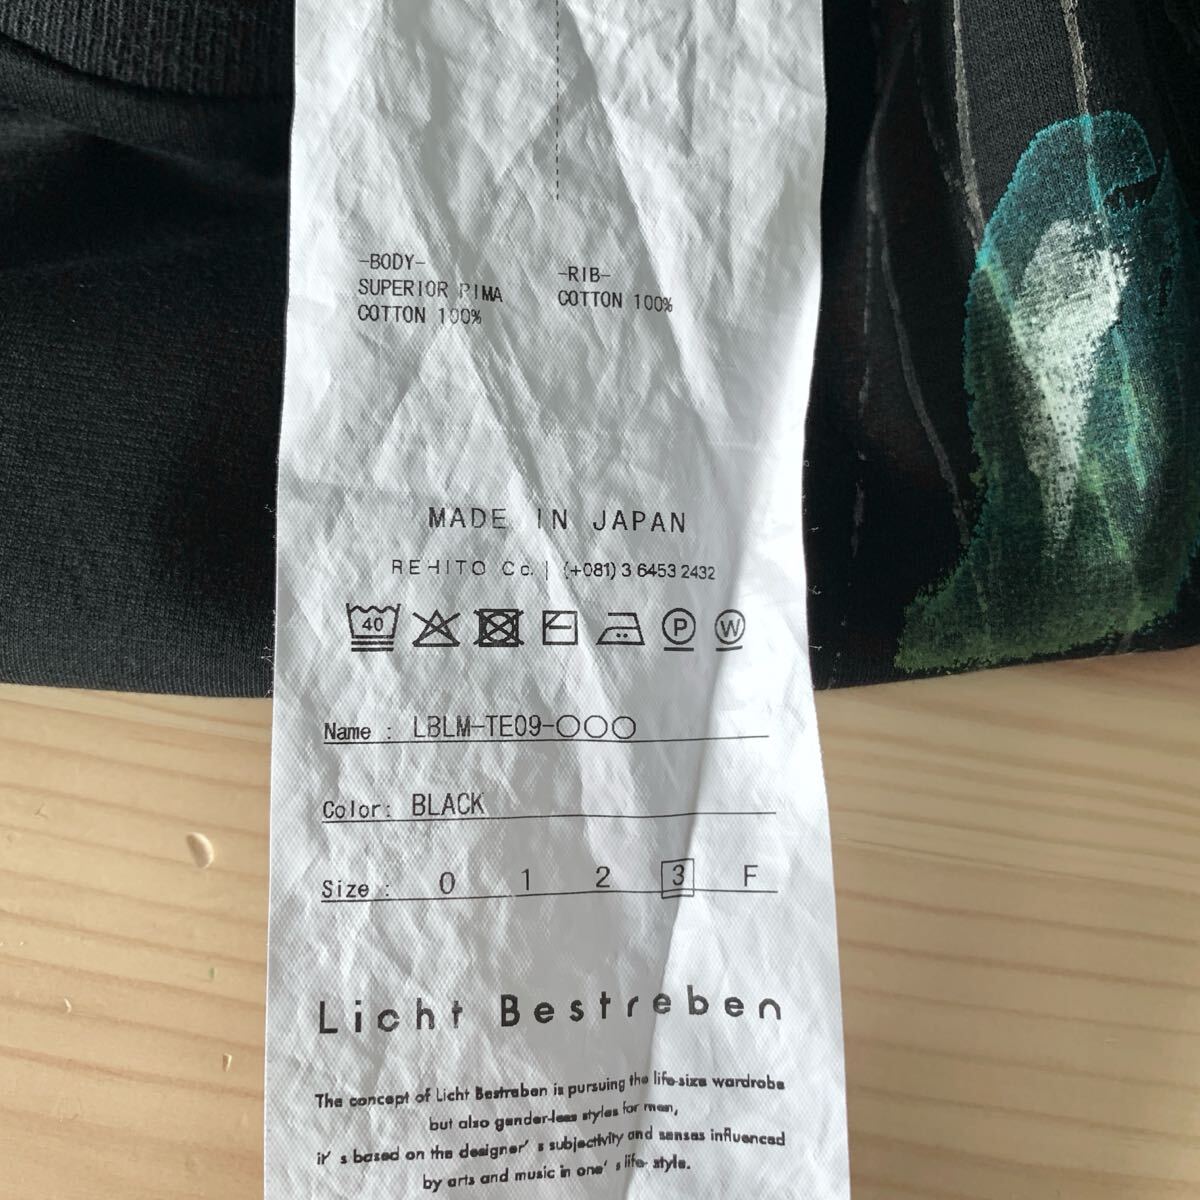 -BODY-
SUPERIOR PIMA
COTTON 100%
-RIB-
COTTON 100%
MADE IN JAPAN
REHITO Co. | (+081) 3 6453 2432
40 P W
Name : LBLM-TE09-○○○
Color: BLACK
Size : 0 1 2 3 F
Licht Bestreben
The concept of Licht Bestreben is pursuing the life-size wardrobe
but also gender-less styles for men,
it's based on the designer's subjectivity and senses influenced
by arts and music in one's life-style.